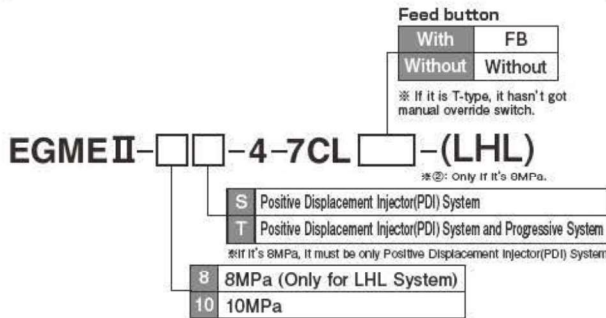 Feed button
With FB
Without Without
※ If it is T-type, it hasn't got
manual override switch.
EGMEⅡ-□□-4-7CL□-(LHL)
※②: Only if it's 8MPa.
S Positive Displacement Injector(PDI) System
T Positive Displacement Injector(PDI) System and Progressive System
※If it's 8MPa, it must be only Positive Displacement Injector(PDI) System
8 8MPa (Only for LHL System)
10 10MPa